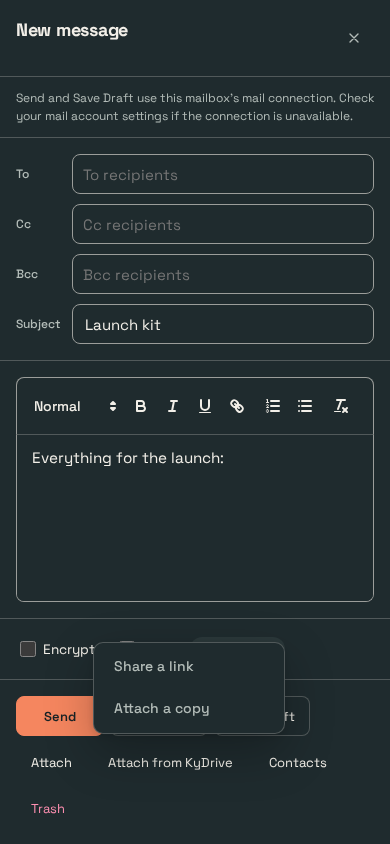 New message
Send and Save Draft use this mailbox's mail connection. Check
your mail account settings if the connection is unavailable.
To
To recipients
Cc
Cc recipients
Bcc
Bcc recipients
Subject
Launch kit
Normal
Everything for the launch:
Encrypt
Share a link
Attach a copy
Send
Attach
Attach from KyDrive
Contacts
Trash